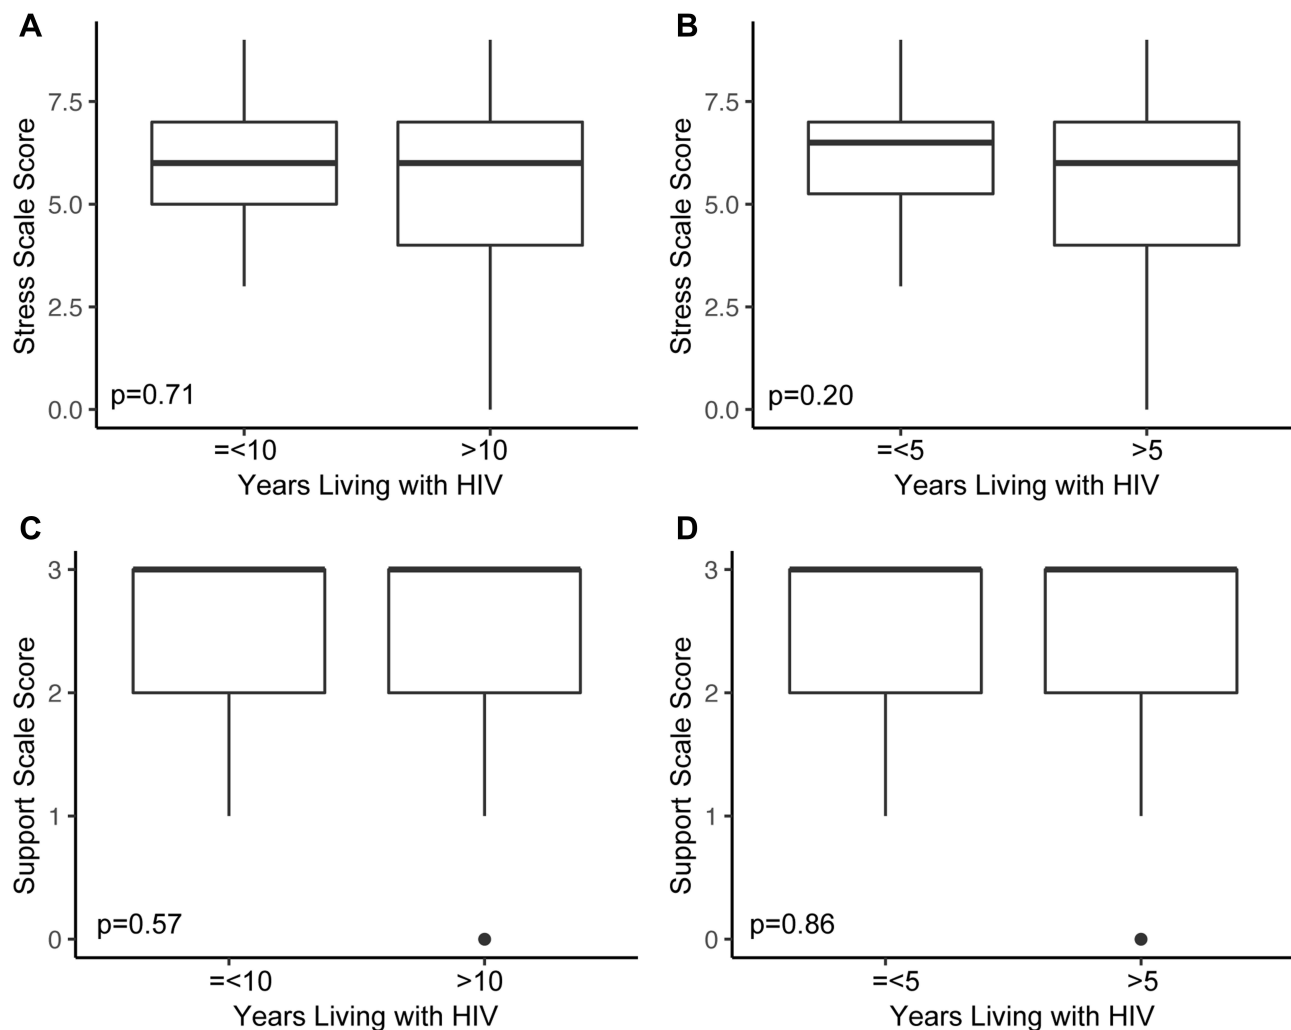 A
Stress Scale Score
7.5
5.0
2.5
0.0
p=0.71
=<10
>10
Years Living with HIV
B
Stress Scale Score
7.5
5.0
2.5
0.0
p=0.20
=<5
>5
Years Living with HIV
C
Support Scale Score
3
2
1
0
p=0.57
=<10
>10
Years Living with HIV
D
Support Scale Score
3
2
1
0
p=0.86
=<5
>5
Years Living with HIV